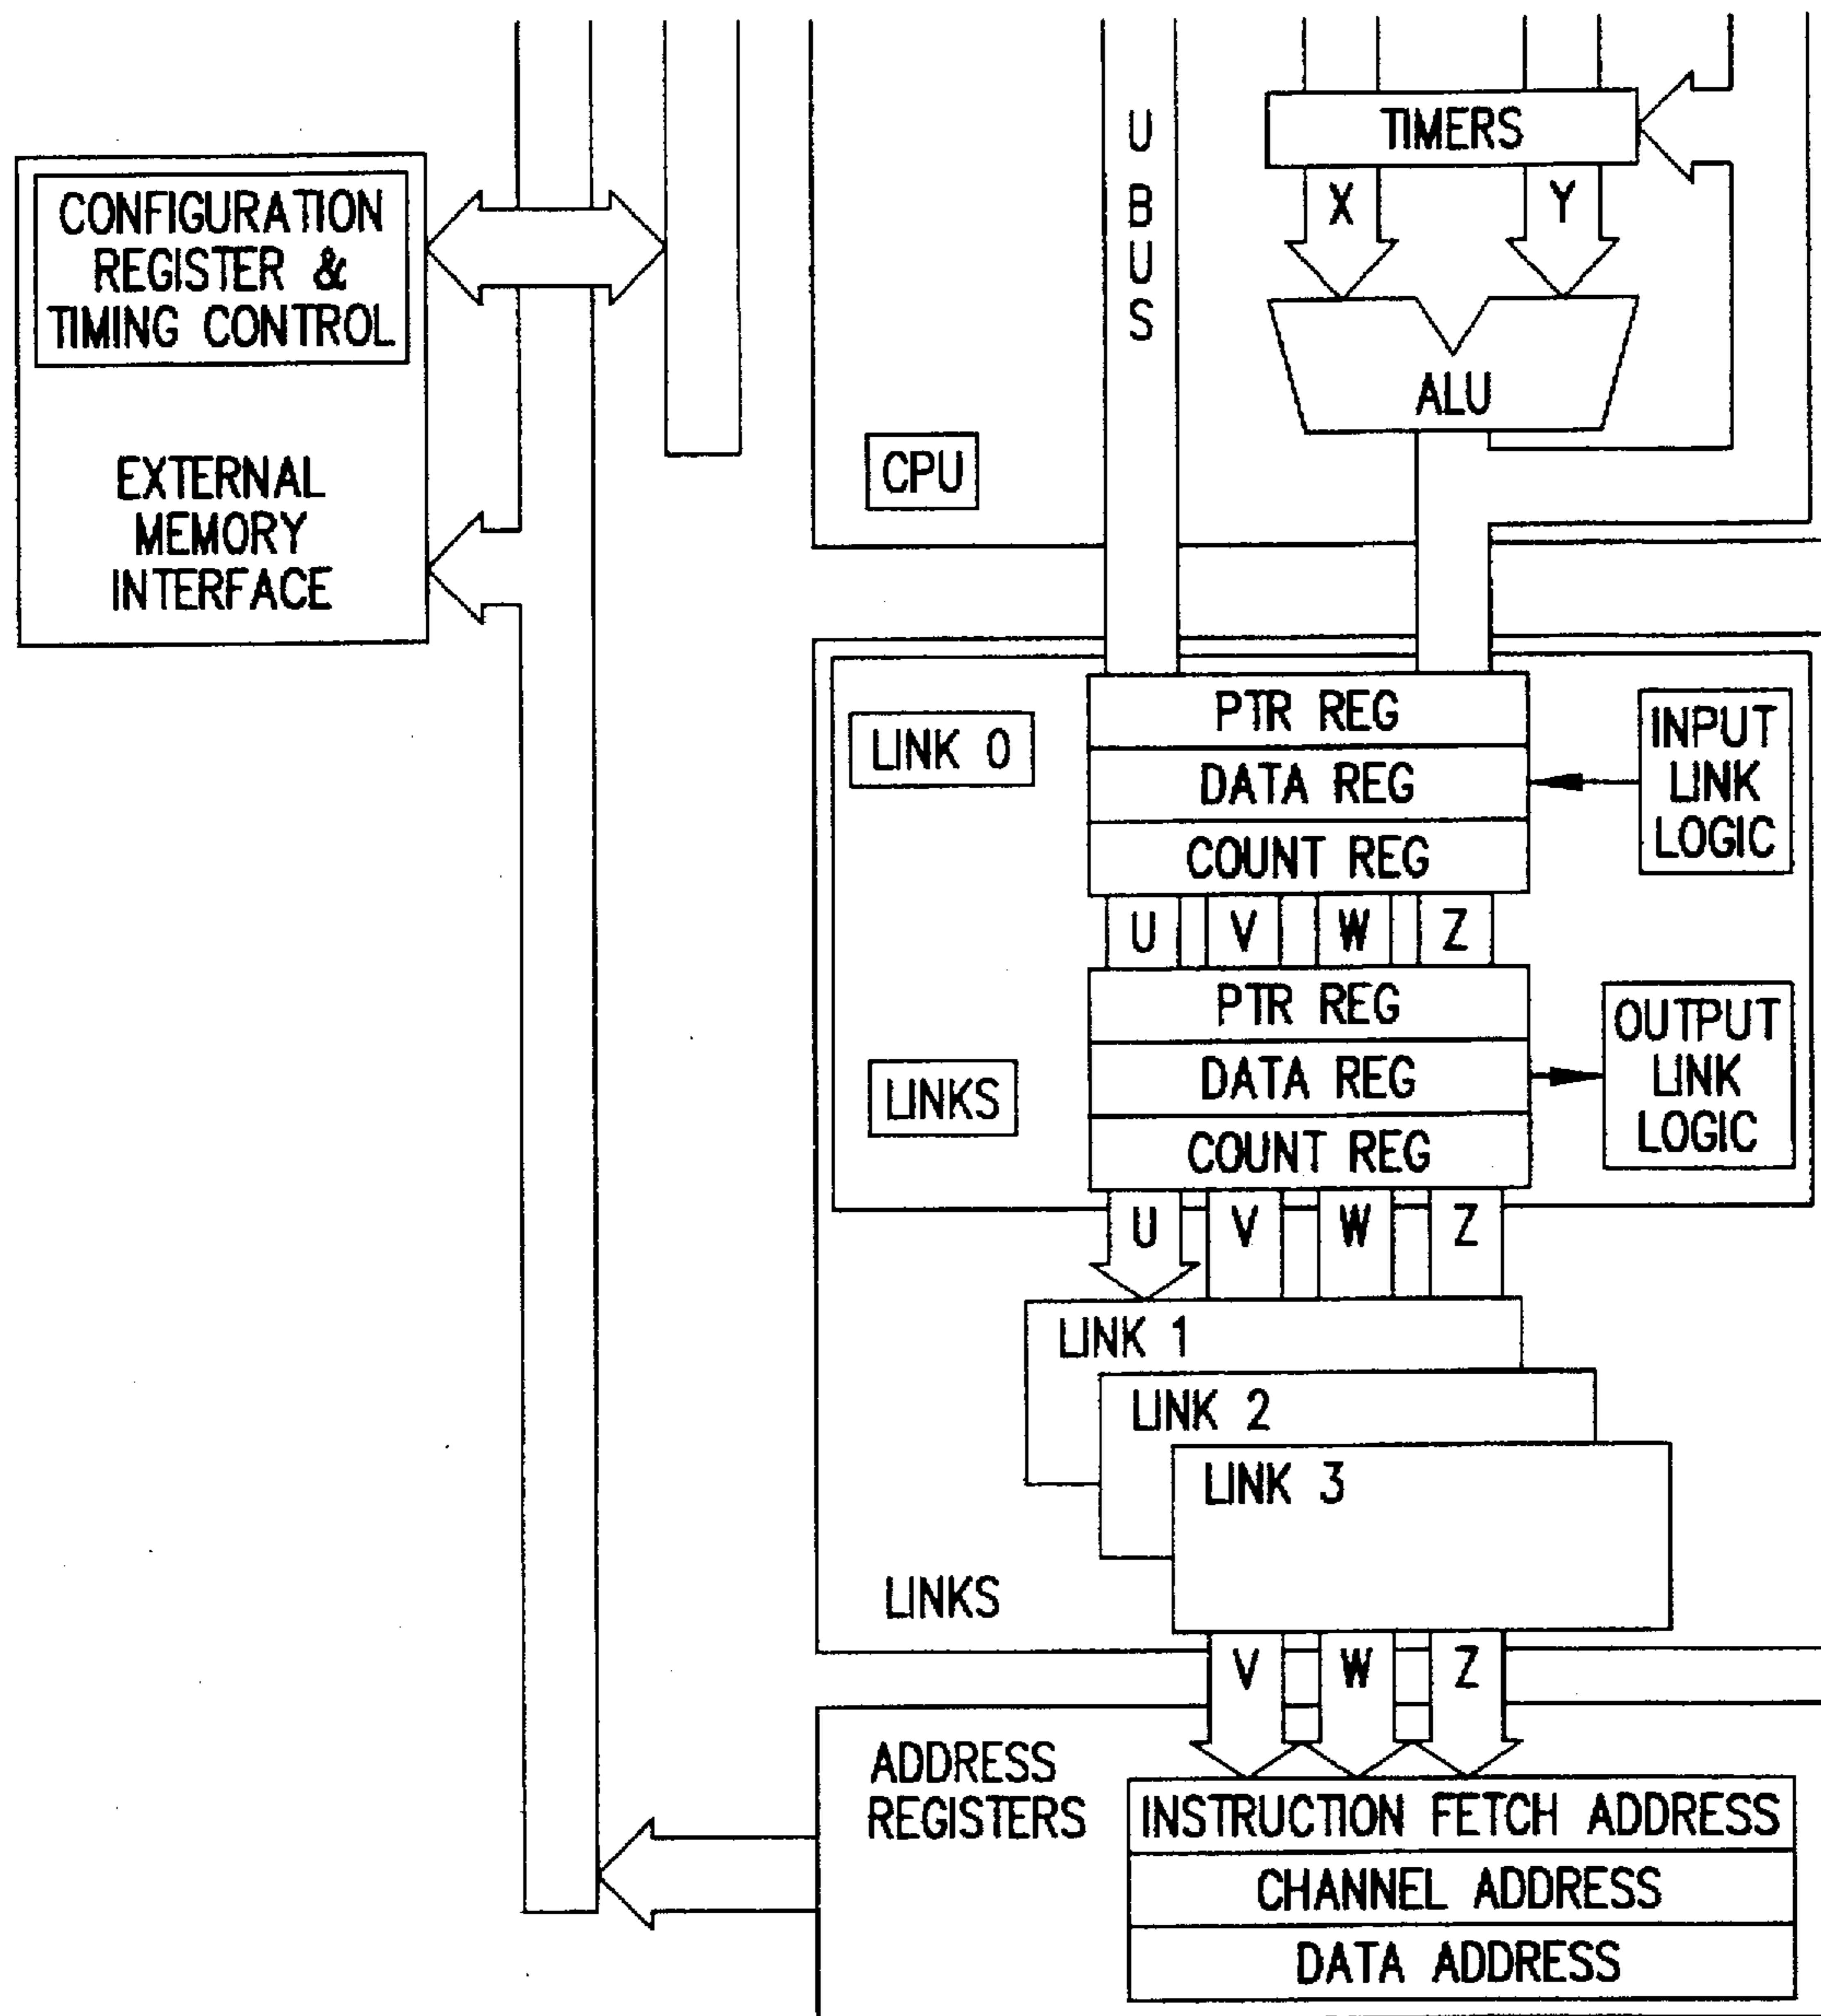 CONFIGURATION
REGISTER &
TIMING CONTROL
EXTERNAL
MEMORY
INTERFACE
U
B
U
S
TIMERS
X Y
ALU
CPU
LINK 0
PTR REG
DATA REG
COUNT REG
INPUT
LINK
LOGIC
U V W Z
LINKS
PTR REG
DATA REG
COUNT REG
OUTPUT
LINK
LOGIC
U V W Z
LINK 1
LINK 2
LINK 3
LINKS
V W Z
ADDRESS
REGISTERS
INSTRUCTION FETCH ADDRESS
CHANNEL ADDRESS
DATA ADDRESS